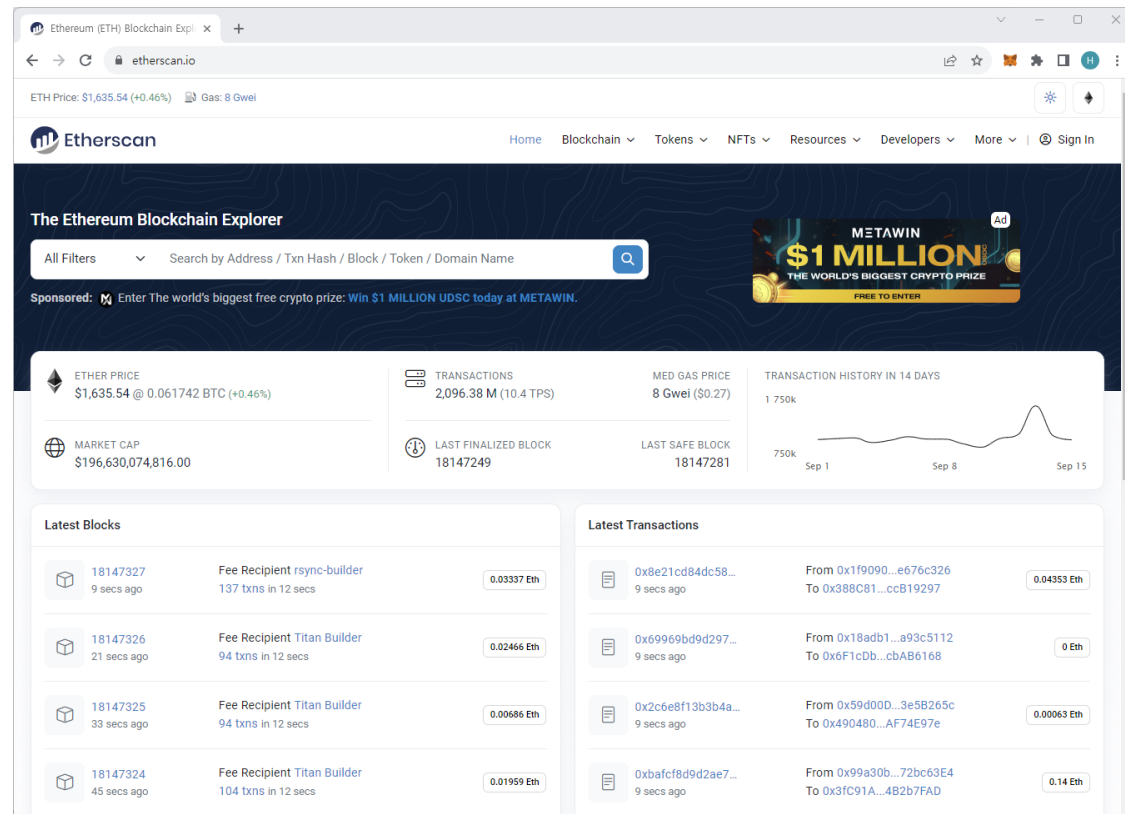 Ethereum (ETH) Blockchain Expl
etherscan.io
H
ETH Price: $1,635.54 (+0.46%) Gas: 8 Gwei
Etherscan
Home Blockchain Tokens NFTs Resources Developers More | Sign In
The Ethereum Blockchain Explorer
All Filters Search by Address / Txn Hash / Block / Token / Domain Name
Sponsored: Enter The world's biggest free crypto prize: Win $1 MILLION UDSC today at METAWIN.
Ad
METAWIN
$1 MILLION USDC
THE WORLD'S BIGGEST CRYPTO PRIZE
FREE TO ENTER
ETHER PRICE
$1,635.54 @ 0.061742 BTC (+0.46%)
MARKET CAP
$196,630,074,816.00
TRANSACTIONS MED GAS PRICE
2,096.38 M (10.4 TPS) 8 Gwei ($0.27)
LAST FINALIZED BLOCK LAST SAFE BLOCK
18147249 18147281
TRANSACTION HISTORY IN 14 DAYS
1 750k
750k
Sep 1 Sep 8 Sep 15
Latest Blocks
18147327 Fee Recipient rsync-builder
9 secs ago 137 txns in 12 secs
0.03337 Eth
18147326 Fee Recipient Titan Builder
21 secs ago 94 txns in 12 secs
0.02466 Eth
18147325 Fee Recipient Titan Builder
33 secs ago 94 txns in 12 secs
0.00686 Eth
18147324 Fee Recipient Titan Builder
45 secs ago 104 txns in 12 secs
0.01959 Eth
Latest Transactions
0x8e21cd84dc58... From 0x1f9090...e676c326
9 secs ago To 0x388C81...ccB19297
0.04353 Eth
0x69969bd9d297... From 0x18adb1...a93c5112
9 secs ago To 0x6F1cDb...cbAB6168
0 Eth
0x2c6e8f13b3b4a... From 0x59d00D...3e5B265c
9 secs ago To 0x490480...AF74E97e
0.00063 Eth
0xbafcf8d9d2ae7... From 0x99a30b...72bc63E4
9 secs ago To 0x3fC91A...4B2b7FAD
0.14 Eth